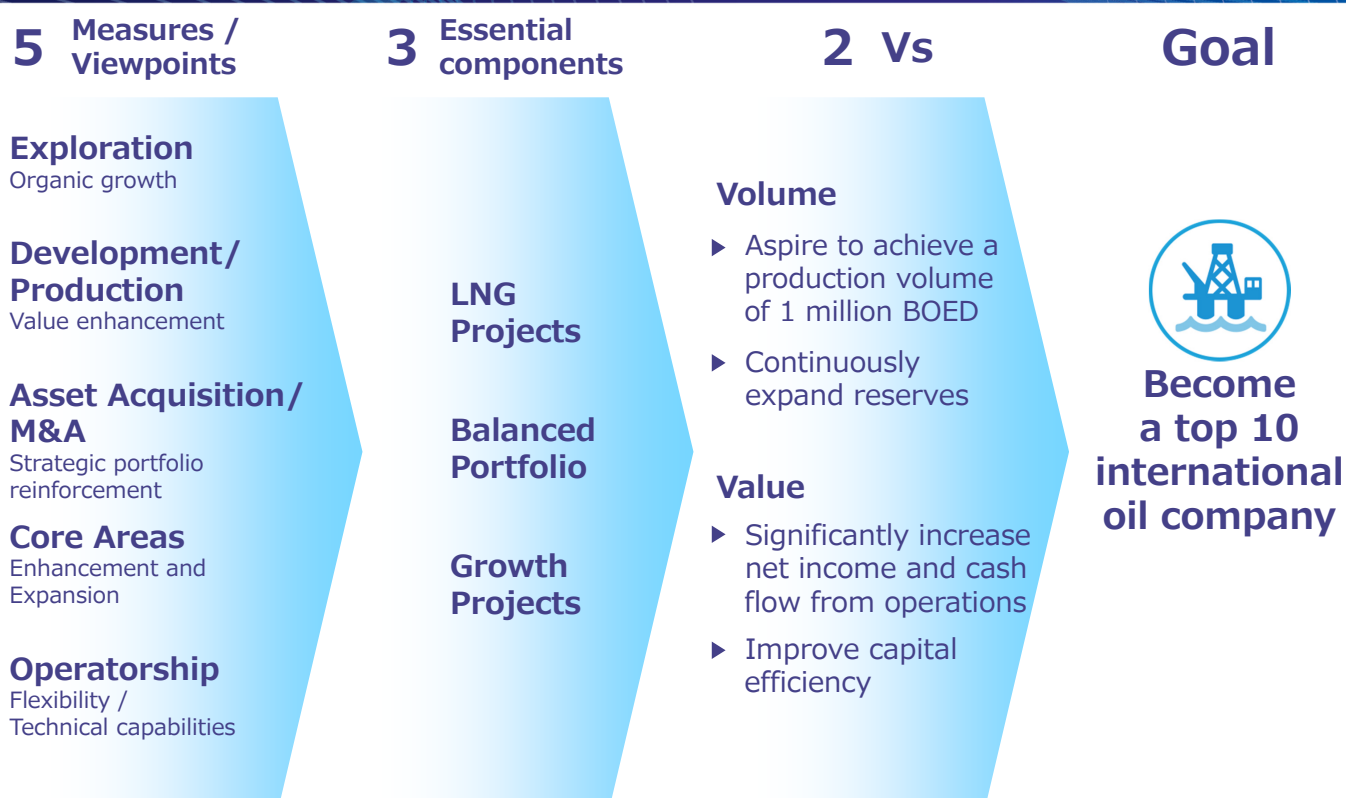 5 Measures /
Viewpoints
Exploration
Organic growth
Development/
Production
Value enhancement
Asset Acquisition/
M&A
Strategic portfolio
reinforcement
Core Areas
Enhancement and
Expansion
Operatorship
Flexibility /
Technical capabilities
3 Essential
components
LNG
Projects
Balanced
Portfolio
Growth
Projects
2 Vs
Volume
▶ Aspire to achieve a
production volume
of 1 million BOED
▶ Continuously
expand reserves
Value
▶ Significantly increase
net income and cash
flow from operations
▶ Improve capital
efficiency
Goal
Become
a top 10
international
oil company